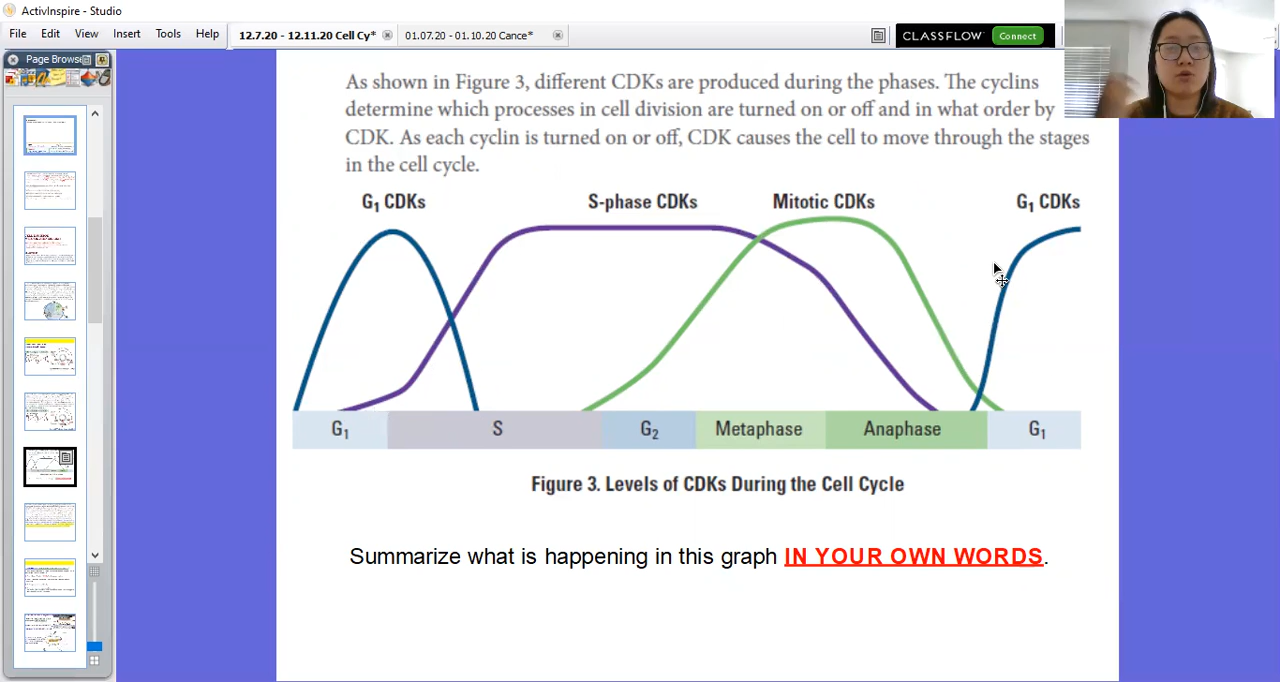 ActivInspire - Studio
File Edit View Insert Tools Help
12.7.20 - 12.11.20 Cell Cy* 01.07.20 - 01.10.20 Cance*
CLASSFLOW Connect
Page Browse
As shown in Figure 3, different CDKs are produced during the phases. The cyclins
determine which processes in cell division are turned on or off and in what order by
CDK. As each cyclin is turned on or off, CDK causes the cell to move through the stages
in the cell cycle.
G1 CDKs S-phase CDKs Mitotic CDKs G1 CDKs
G1 S G2 Metaphase Anaphase G1
Figure 3. Levels of CDKs During the Cell Cycle
Summarize what is happening in this graph IN YOUR OWN WORDS.